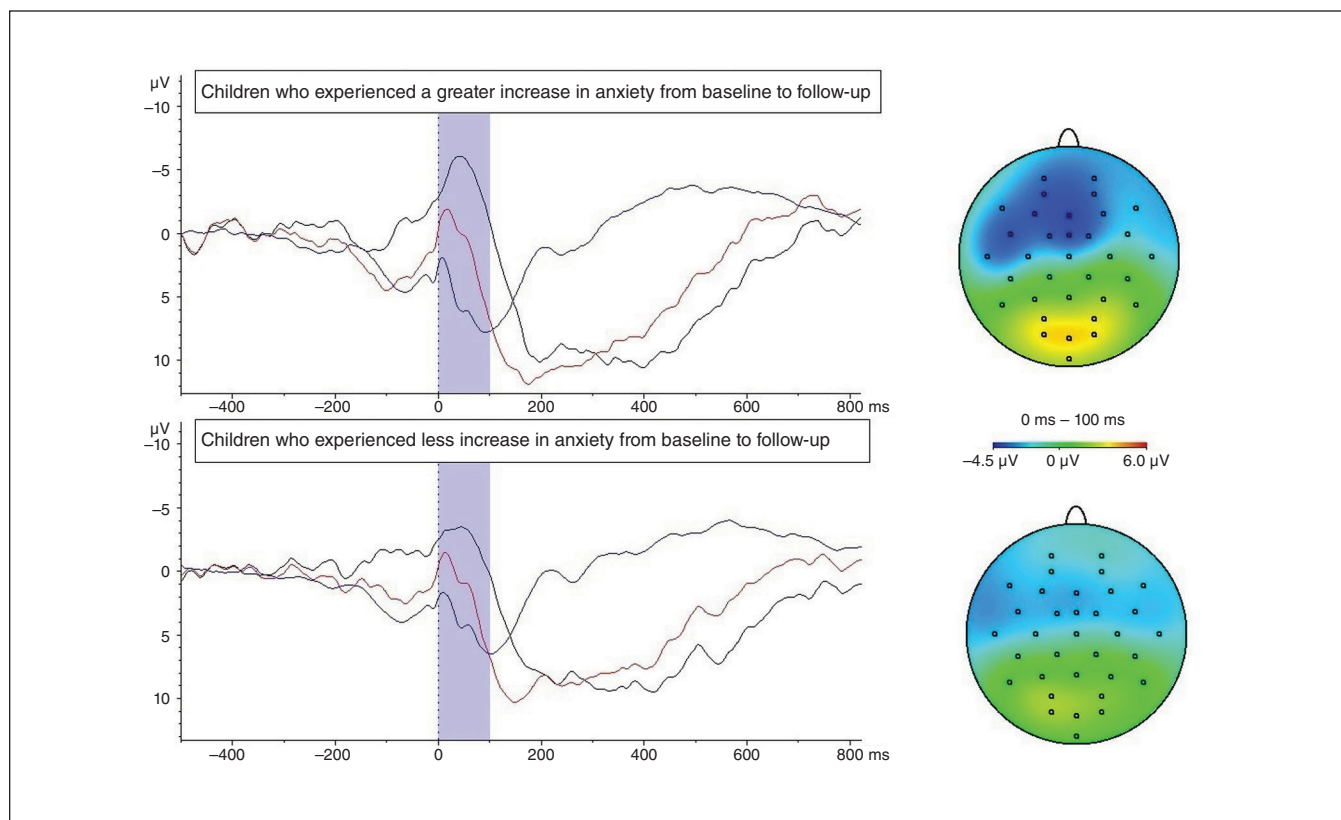 µV
Children who experienced a greater increase in anxiety from baseline to follow-up
–10
–5
0
5
10
–400 –200 0 200 400 600 800 ms
µV
Children who experienced less increase in anxiety from baseline to follow-up
–10
–5
0
5
10
–400 –200 0 200 400 600 800 ms
0 ms – 100 ms
–4.5 µV 0 µV 6.0 µV